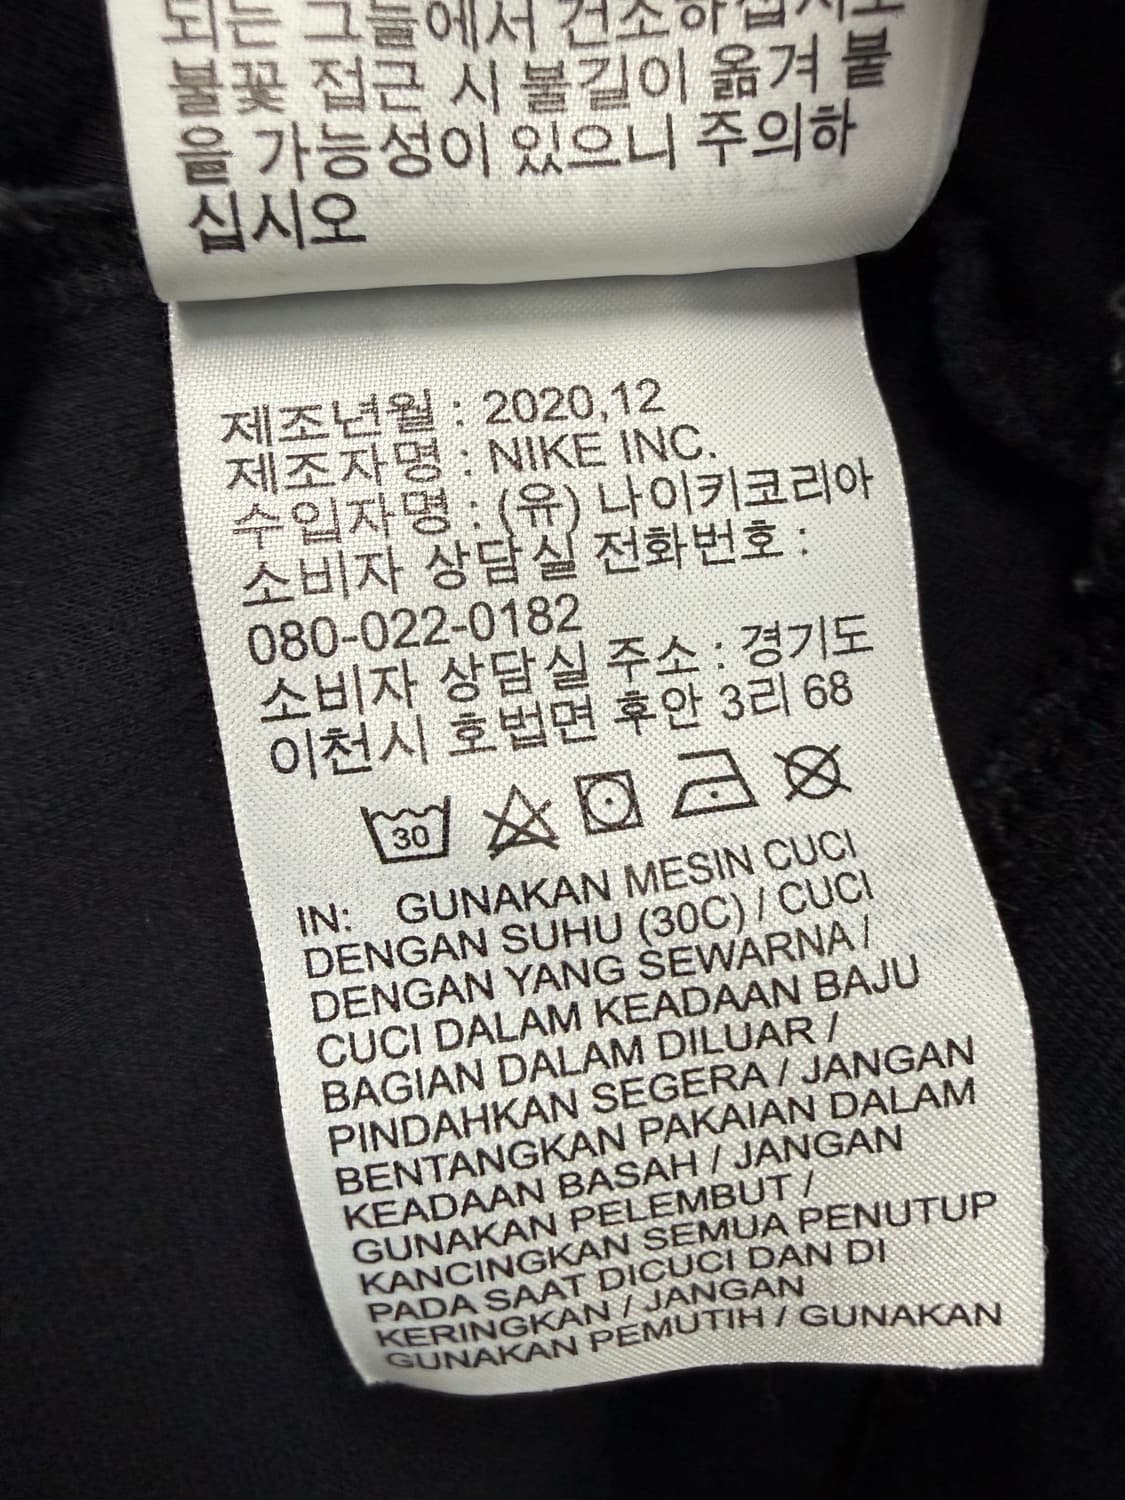 되는 그늘에서 건조하십시오
불꽃 접근 시 불길이 옮겨 붙
을 가능성이 있으니 주의하
십시오
제조년월 : 2020,12
제조자명 : NIKE INC.
수입자명 : (유) 나이키코리아
소비자 상담실 전화번호 :
080-022-0182
소비자 상담실 주소 : 경기도
이천시 호법면 후안 3리 68
30
IN: GUNAKAN MESIN CUCI
DENGAN SUHU (30C) / CUCI
DENGAN YANG SEWARNA /
CUCI DALAM KEADAAN BAJU
BAGIAN DALAM DILUAR /
PINDAHKAN SEGERA / JANGAN
BENTANGKAN PAKAIAN DALAM
KEADAAN BASAH / JANGAN
GUNAKAN PELEMBUT /
KANCINGKAN SEMUA PENUTUP
PADA SAAT DICUCI DAN DI
KERINGKAN / JANGAN
GUNAKAN PEMUTIH / GUNAKAN